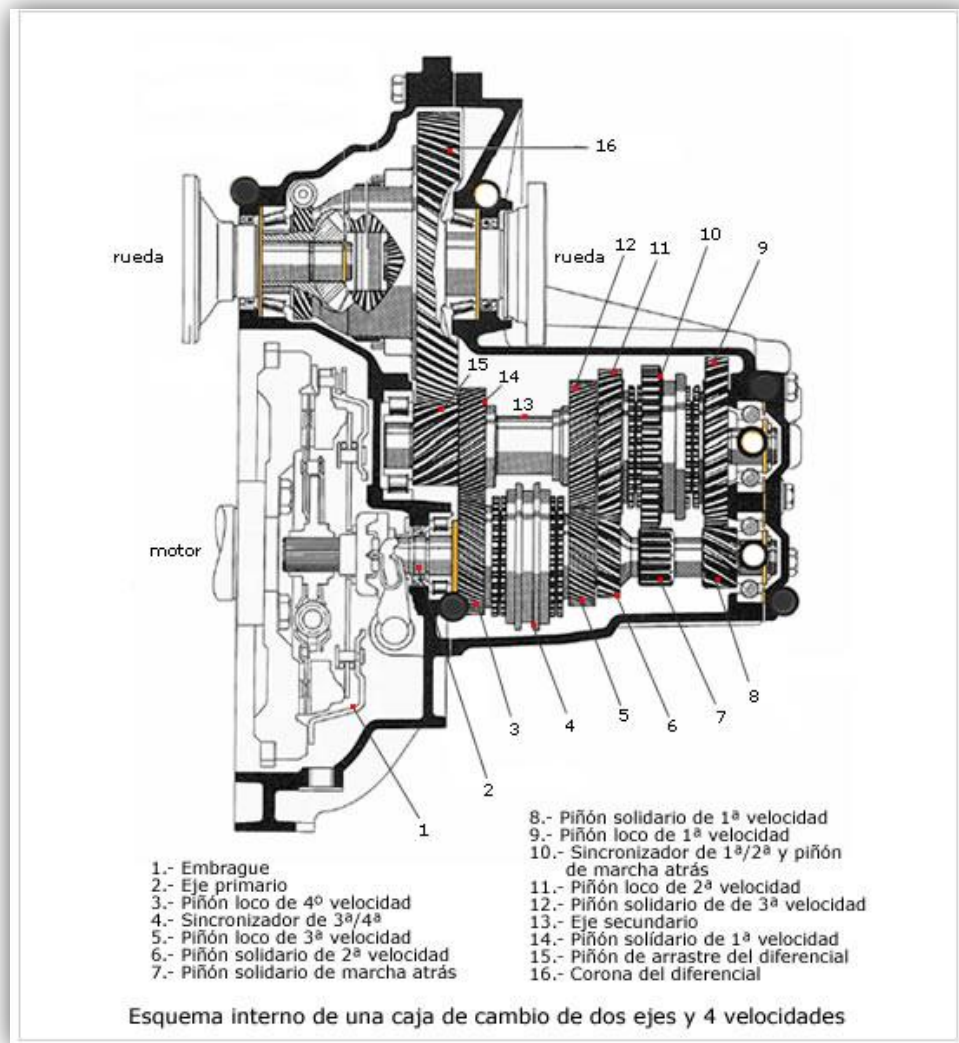 16
rueda
rueda
12
11
10
9
15
14
13
motor
3
4
5
6
7
8
2
1
1.- Embrague
2.- Eje primario
3.- Piñón loco de 4º velocidad
4.- Sincronizador de 3ª/4ª
5.- Piñón loco de 3ª velocidad
6.- Piñón solidario de 2ª velocidad
7.- Piñón solidario de marcha atrás
8.- Piñón solidario de 1ª velocidad
9.- Piñón loco de 1ª velocidad
10.- Sincronizador de 1ª/2ª y piñón
de marcha atrás
11.- Piñón loco de 2ª velocidad
12.- Piñón solidario de de 3ª velocidad
13.- Eje secundario
14.- Piñón solídario de 1ª velocidad
15.- Piñón de arrastre del diferencial
16.- Corona del diferencial
Esquema interno de una caja de cambio de dos ejes y 4 velocidades